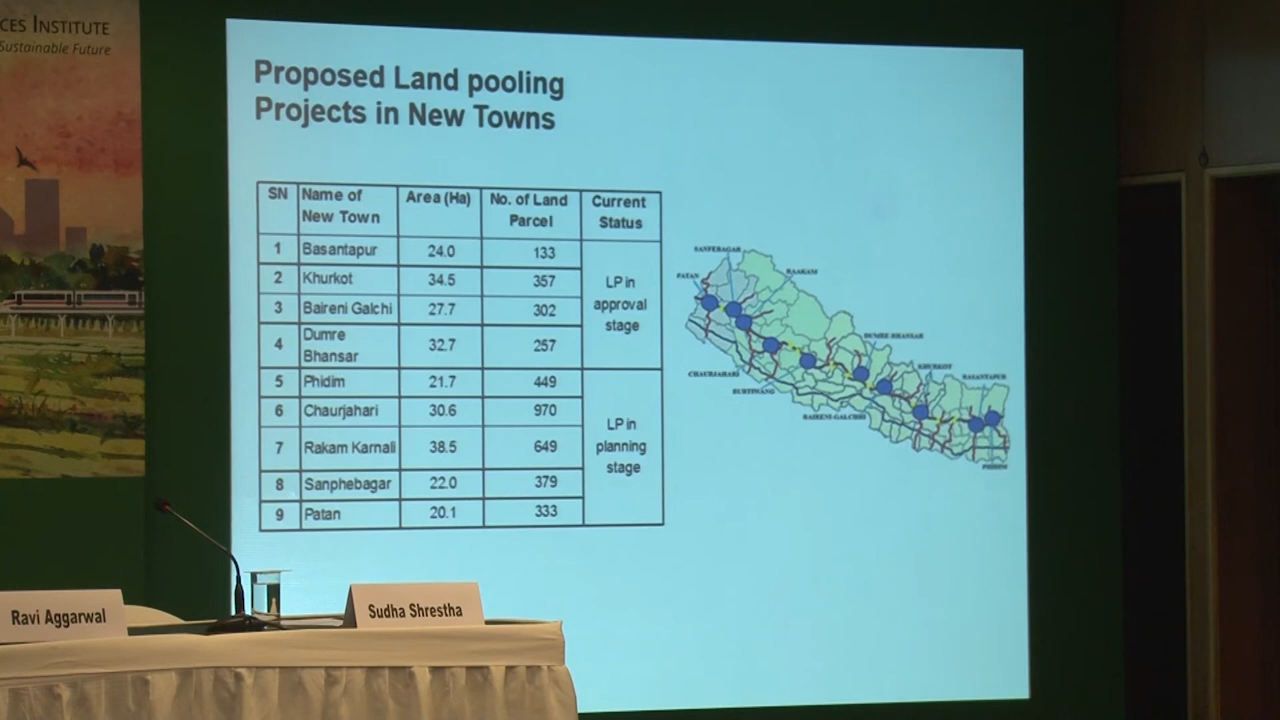 CES INSTITUTE
Sustainable Future
Proposed Land pooling
Projects in New Towns
SN Name of New Town Area (Ha) No. of Land Parcel Current Status
1 Basantapur 24.0 133
2 Khurkot 34.5 357
3 Baireni Galchi 27.7 302
4 Dumre Bhansar 32.7 257
LP in approval stage
5 Phidim 21.7 449
6 Chaurjahari 30.6 970
7 Rakam Karnali 38.5 649
8 Sanphebagar 22.0 379
9 Patan 20.1 333
LP in planning stage
SANFEBAGAR
PATAN
RAAKAM
DUMRE BHANSAR
KHURKOT
BASANTAPUR
CHAURJAHARI
BURTIWANG
BAIRENI GALCHHI
PHIDIM
Ravi Aggarwal
Sudha Shrestha